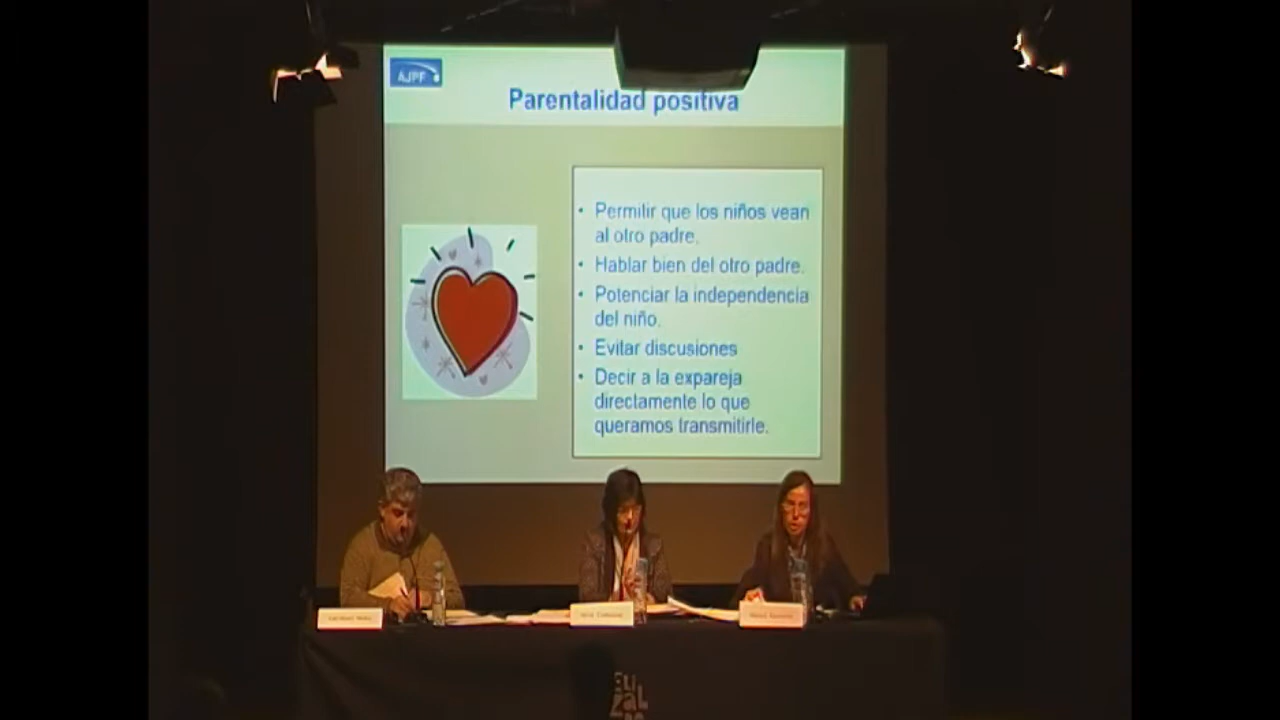 AJPF
Parentalidad positiva
• Permitir que los niños vean
al otro padre.
• Hablar bien del otro padre.
• Potenciar la independencia
del niño.
• Evitar discusiones
• Decir a la expareja
directamente lo que
queramos transmitirle.